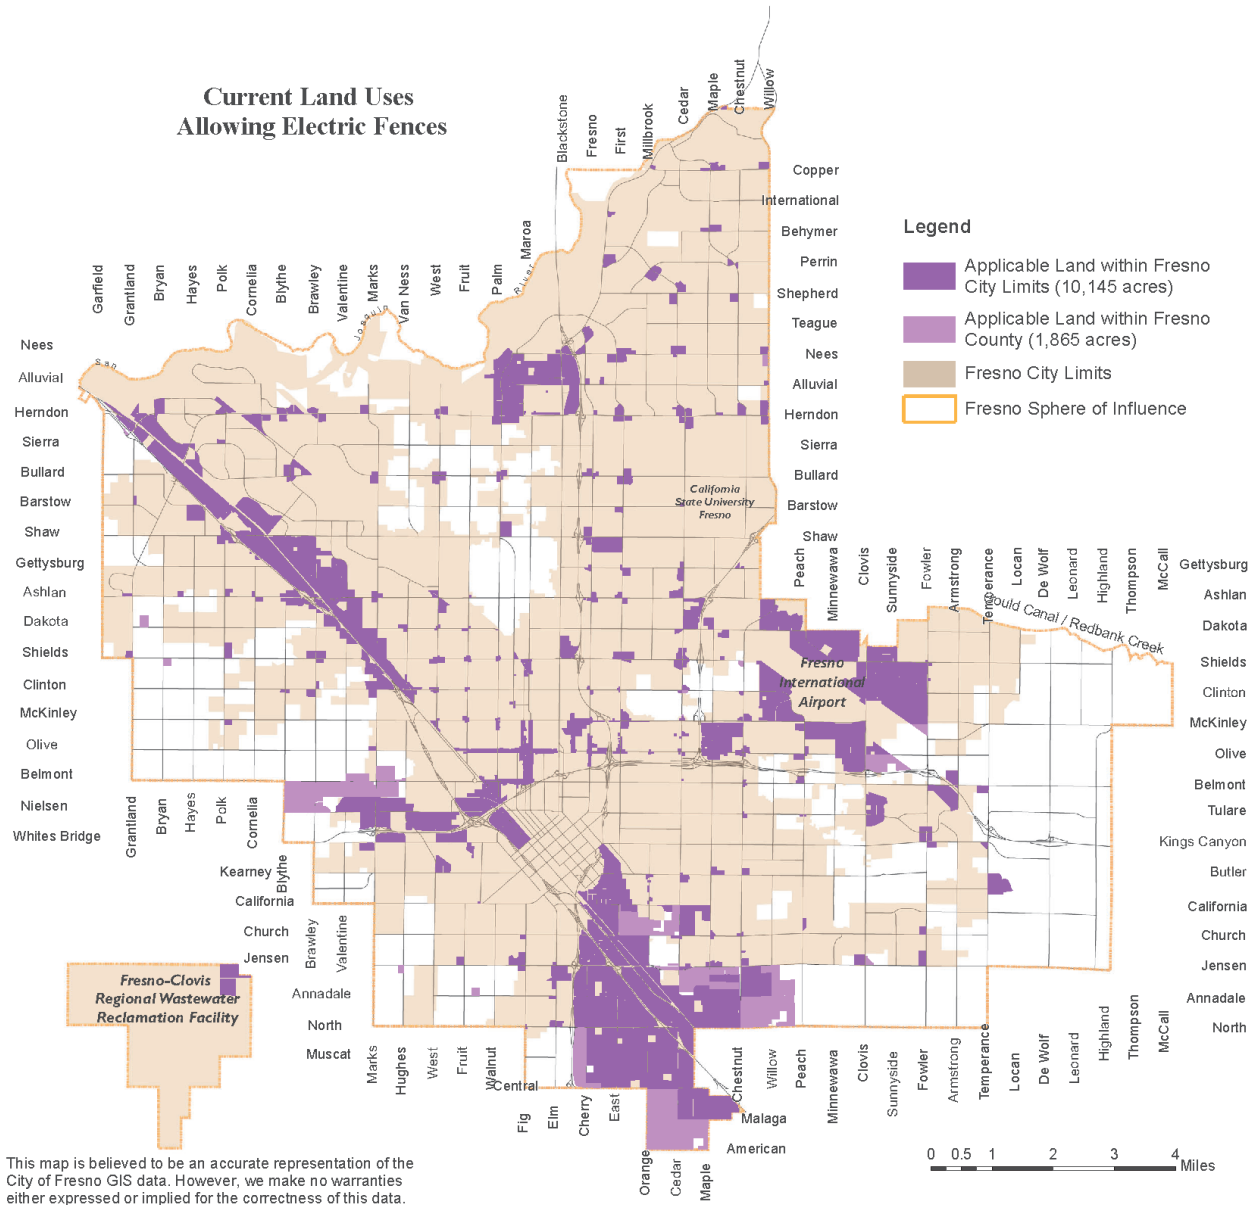 Current Land Uses
Allowing Electric Fences
Blackstone
Fresno
First
Millbrook
Cedar
Maple
Chestnut
Willow
Copper
International
Behymer
Perrin
Shepherd
Teague
Nees
Alluvial
Herndon
Sierra
Bullard
Barstow
Shaw
Legend
Applicable Land within Fresno
City Limits (10,145 acres)
Applicable Land within Fresno
County (1,865 acres)
Fresno City Limits
Fresno Sphere of Influence
Garfield
Grantland
Bryan
Hayes
Polk
Cornelia
Blythe
Brawley
Valentine
Marks
Van Ness
West
Fruit
Palm
Maroa
San
Joaquin
River
Nees
Alluvial
Herndon
Sierra
Bullard
Barstow
Shaw
Gettysburg
Ashlan
Dakota
Shields
Clinton
McKinley
Olive
Belmont
Nielsen
Whites Bridge
California
State University
Fresno
Peach
Minnewawa
Clovis
Sunnyside
Fowler
Armstrong
Temperance
Locan
De Wolf
Leonard
Highland
Thompson
McCall
Gould Canal / Redbank Creek
Gettysburg
Ashlan
Dakota
Shields
Clinton
McKinley
Olive
Belmont
Tulare
Kings Canyon
Butler
California
Church
Jensen
Annadale
North
Fresno
International
Airport
Grantland
Bryan
Hayes
Polk
Cornelia
Kearney
Blythe
California
Church
Brawley
Valentine
Jensen
Annadale
North
Muscat
Fresno-Clovis
Regional Wastewater
Reclamation Facility
Marks
Hughes
West
Fruit
Walnut
Central
Fig
Elm
Cherry
East
Orange
Cedar
Maple
Chestnut
Willow
Peach
Minnewawa
Clovis
Sunnyside
Fowler
Armstrong
Temperance
Locan
De Wolf
Leonard
Highland
Thompson
McCall
Malaga
American
0 0.5 1 2 3 4
Miles
This map is believed to be an accurate representation of the
City of Fresno GIS data. However, we make no warranties
either expressed or implied for the correctness of this data.